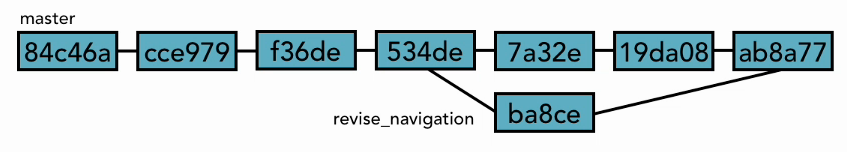 master
84c46a cce979 f36de 534de 7a32e 19da08 ab8a77
ba8ce
revise_navigation